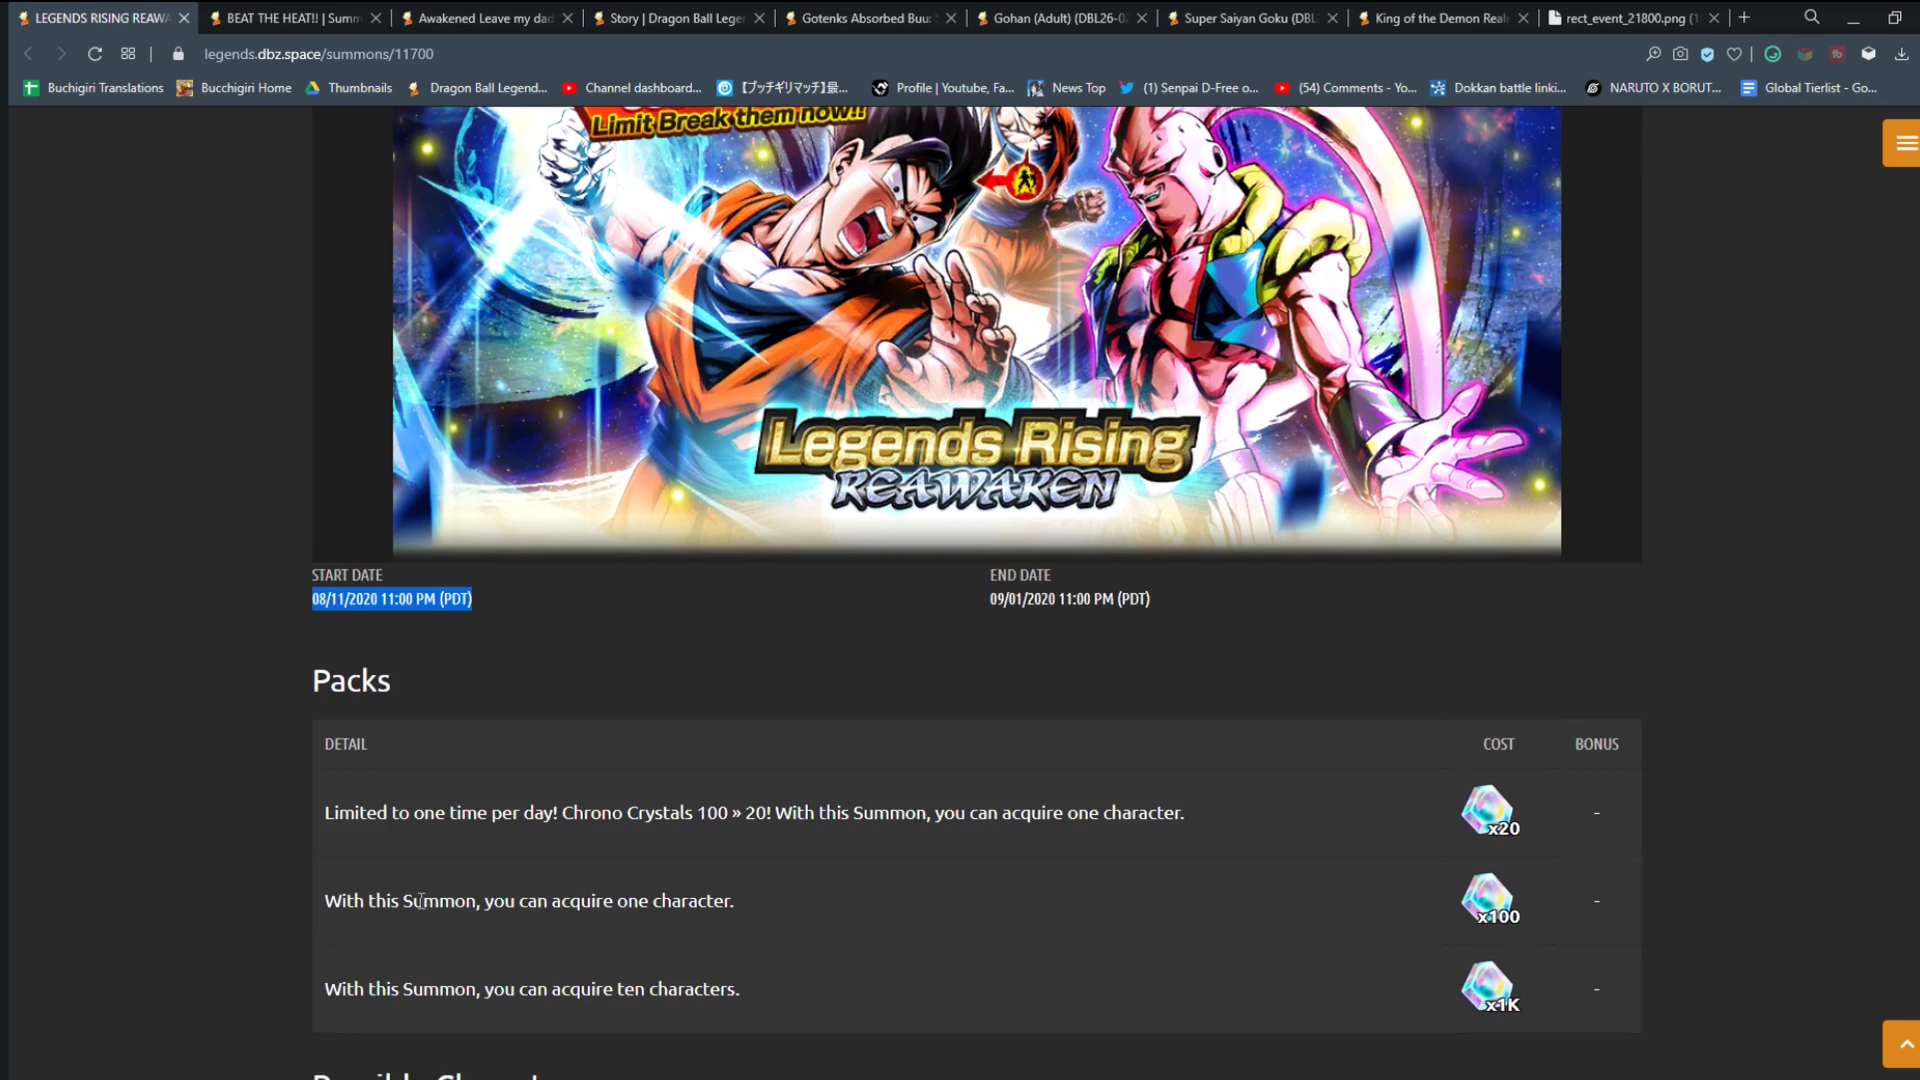 LEGENDS RISING REAWA
BEAT THE HEAT!! | Summ
Awakened Leave my dad
Story | Dragon Ball Leger
Gotenks Absorbed Buu:
Gohan (Adult) (DBL26-0
Super Saiyan Goku (DBL
King of the Demon Real
rect_event_21800.png (1
legends.dbz.space/summons/11700
Buchigiri Translations
Bucchigiri Home
Thumbnails
Dragon Ball Legend...
Channel dashboard...
【ブッチギリマッチ】最...
Profile | Youtube, Fa...
News Top
(1) Senpai D-Free o...
(54) Comments - Yo...
Dokkan battle linki...
NARUTO X BORUT...
Global Tierlist - Go...
Limit Break them now!!
Legends Rising
REAWAKEN
START DATE
08/11/2020 11:00 PM (PDT)
END DATE
09/01/2020 11:00 PM (PDT)
Packs
DETAIL
COST
BONUS
Limited to one time per day! Chrono Crystals 100 » 20! With this Summon, you can acquire one character.
x20
-
With this Summon, you can acquire one character.
x100
-
With this Summon, you can acquire ten characters.
x1K
-